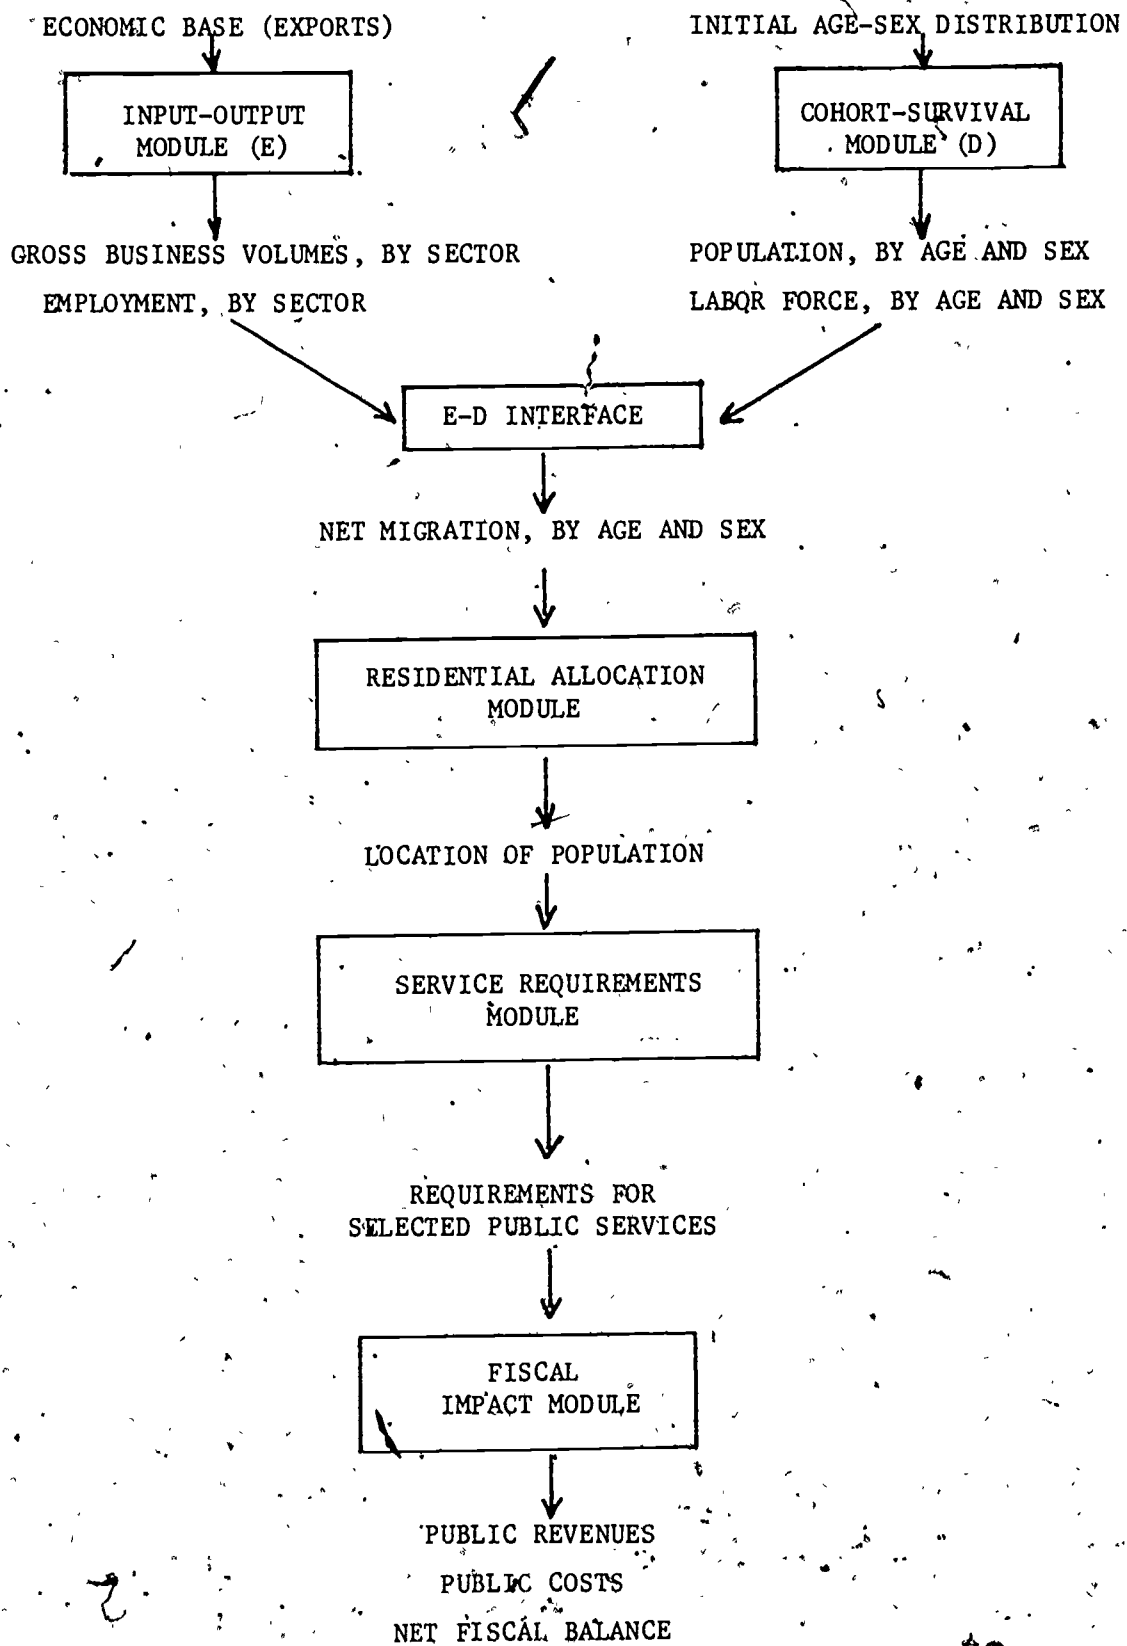 ECONOMIC BASE (EXPORTS)
INITIAL AGE-SEX DISTRIBUTION
INPUT-OUTPUT
MODULE (E)
COHORT-SURVIVAL
MODULE (D)
GROSS BUSINESS VOLUMES, BY SECTOR
EMPLOYMENT, BY SECTOR
POPULATION, BY AGE AND SEX
LABOR FORCE, BY AGE AND SEX
E-D INTERFACE
NET MIGRATION, BY AGE AND SEX
RESIDENTIAL ALLOCATION
MODULE
LOCATION OF POPULATION
SERVICE REQUIREMENTS
MODULE
REQUIREMENTS FOR
SELECTED PUBLIC SERVICES
FISCAL
IMPACT MODULE
PUBLIC REVENUES
PUBLIC COSTS
NET FISCAL BALANCE